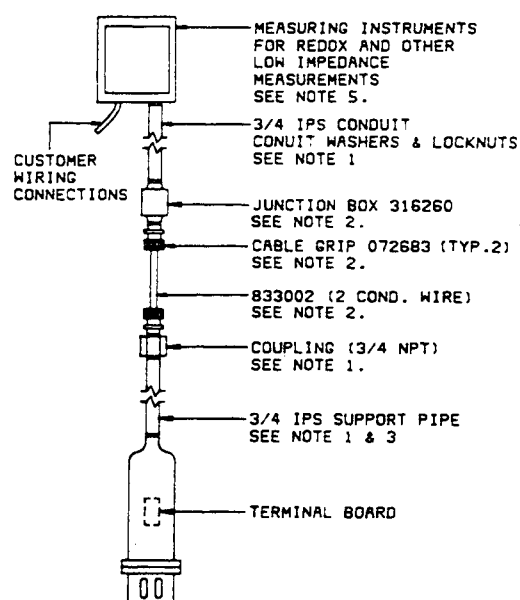 MEASURING INSTRUMENTS
FOR REDOX AND OTHER
LOW IMPEDANCE
MEASUREMENTS
SEE NOTE 5.
3/4 IPS CONDUIT
CONUIT WASHERS & LOCKNUTS
SEE NOTE 1
CUSTOMER
WIRING
CONNECTIONS
JUNCTION BOX 316260
SEE NOTE 2.
CABLE GRIP 072683 (TYP.2)
SEE NOTE 2.
833002 (2 COND. WIRE)
SEE NOTE 2.
COUPLING (3/4 NPT)
SEE NOTE 1.
3/4 IPS SUPPORT PIPE
SEE NOTE 1 & 3
TERMINAL BOARD